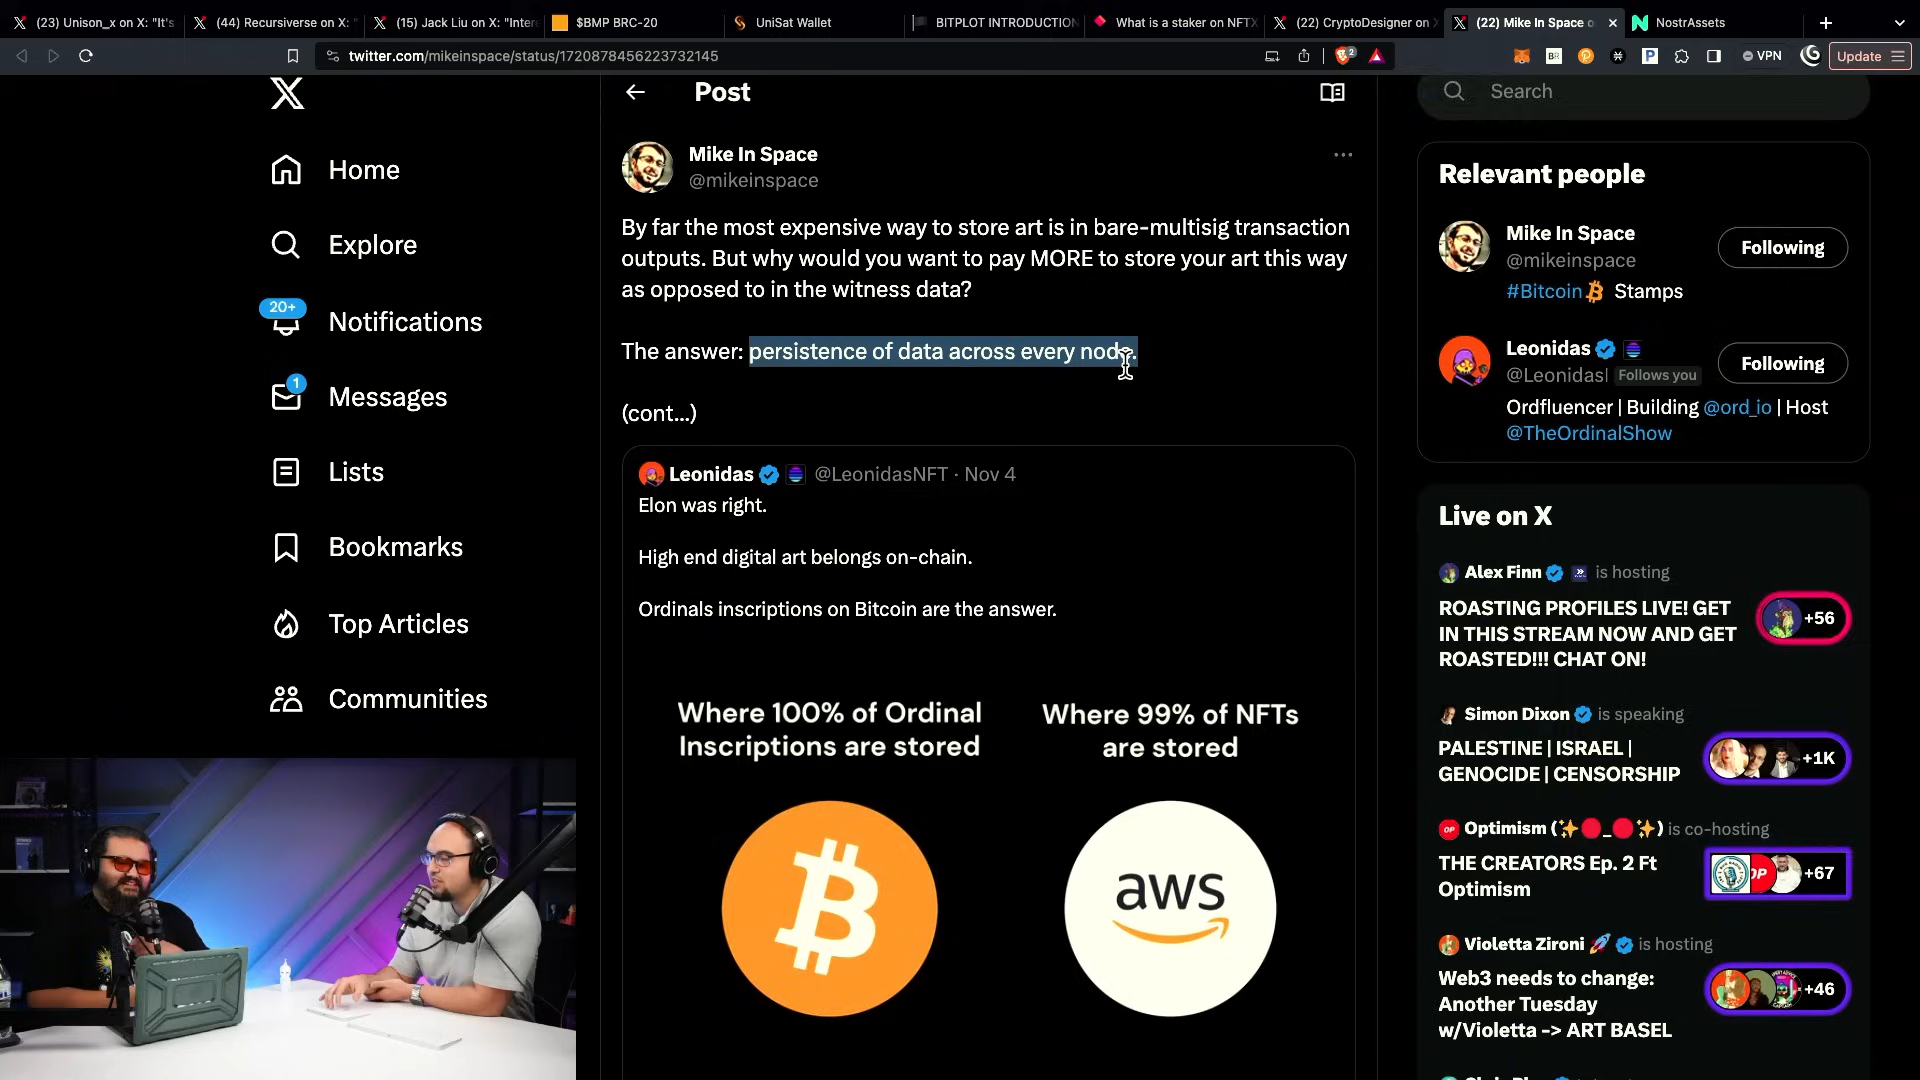 (23) Unison_x on X: "It's
(44) Recursiverse on X: "
(15) Jack Liu on X: "Inter
$BMP BRC-20
UniSat Wallet
BITPLOT INTRODUCTION
What is a staker on NFTX
(22) CryptoDesigner on X
(22) Mike In Space o
NostrAssets
twitter.com/mikeinspace/status/1720878456223732145
2
BR
P
VPN
Update
Home
Explore
20+
Notifications
1
Messages
Lists
Bookmarks
Top Articles
Communities
Post
Mike In Space
@mikeinspace
By far the most expensive way to store art is in bare-multisig transaction
outputs. But why would you want to pay MORE to store your art this way
as opposed to in the witness data?
The answer: persistence of data across every node.
(cont...)
Leonidas @LeonidasNFT · Nov 4
Elon was right.
High end digital art belongs on-chain.
Ordinals inscriptions on Bitcoin are the answer.
Where 100% of Ordinal
Inscriptions are stored
Where 99% of NFTs
are stored
aws
Search
Relevant people
Mike In Space
@mikeinspace
Following
#Bitcoin Stamps
Leonidas
@Leonidasl Follows you
Following
Ordfluencer | Building @ord_io | Host
@TheOrdinalShow
Live on X
Alex Finn is hosting
ROASTING PROFILES LIVE! GET
IN THIS STREAM NOW AND GET
ROASTED!!! CHAT ON!
+56
Simon Dixon is speaking
PALESTINE | ISRAEL |
GENOCIDE | CENSORSHIP
+1K
OP Optimism (✨🔴_🔴✨) is co-hosting
THE CREATORS Ep. 2 Ft
Optimism
OP
+67
Violetta Zironi 🚀 is hosting
Web3 needs to change:
Another Tuesday
w/Violetta -> ART BASEL
+46